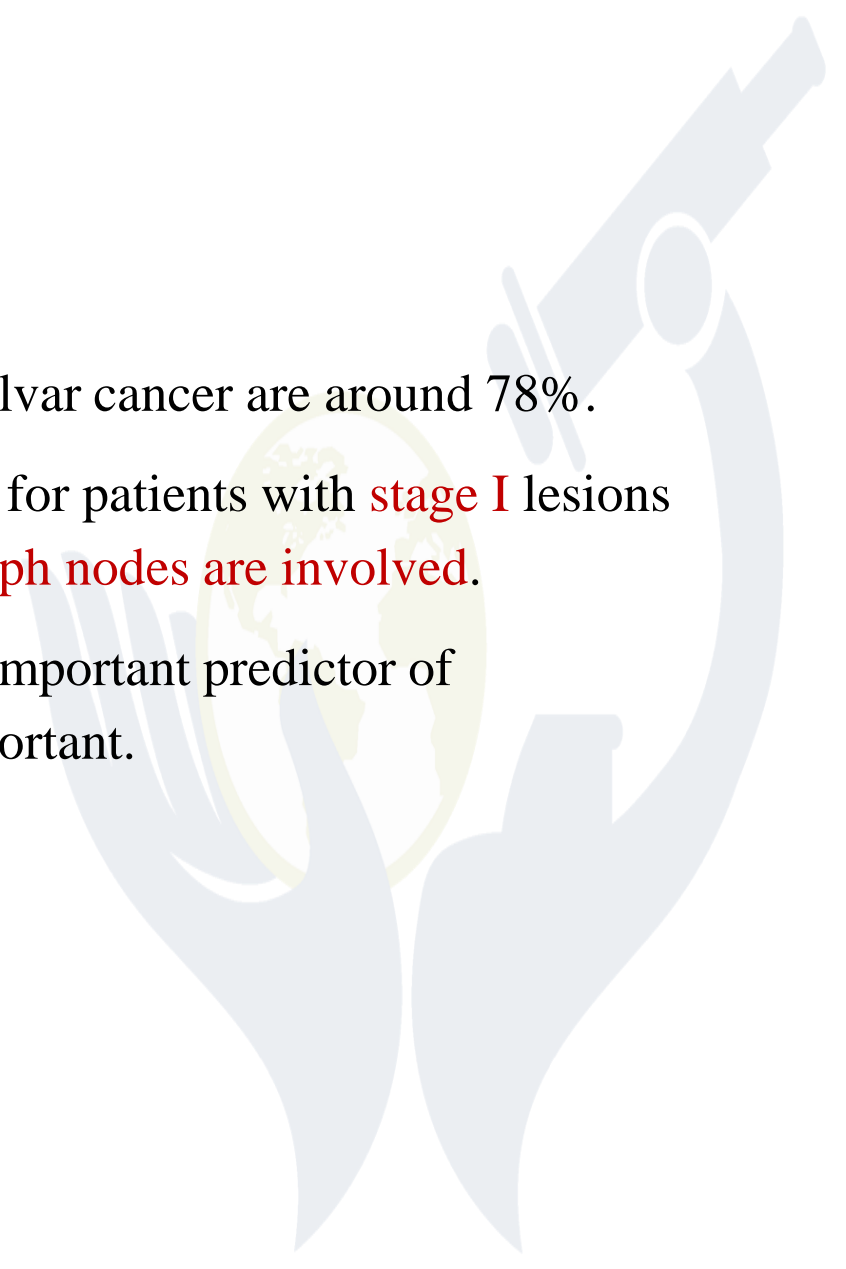 lvar cancer are around 78%.
for patients with stage I lesions
ph nodes are involved.
mportant predictor of
ortant.